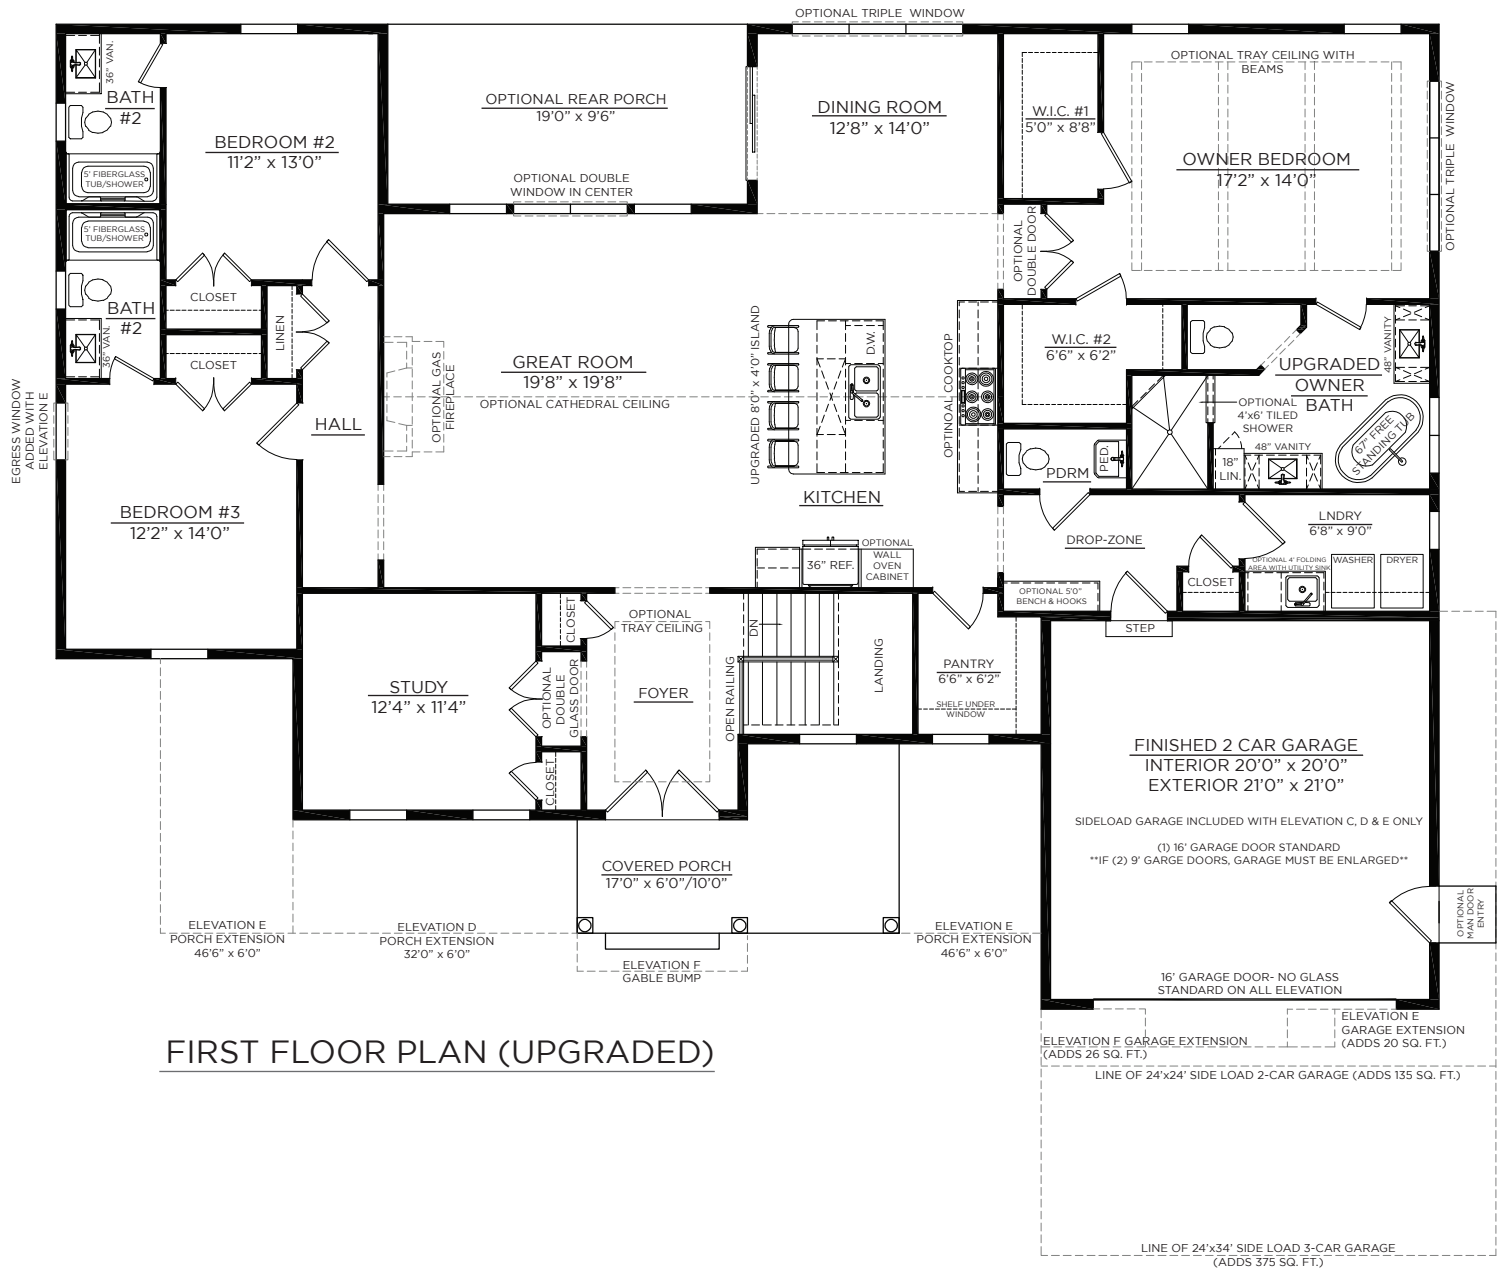 OPTIONAL TRIPLE WINDOW
36" VAN.
BATH
#2
5' FIBERGLASS
TUB/SHOWER
BEDROOM #2
11'2" x 13'0"
OPTIONAL REAR PORCH
19'0" x 9'6"
OPTIONAL DOUBLE
WINDOW IN CENTER
DINING ROOM
12'8" x 14'0"
W.I.C. #1
5'0" x 8'8"
OPTIONAL TRAY CEILING WITH
BEAMS
OWNER BEDROOM
17'2" x 14'0"
OPTIONAL TRIPLE WINDOW
OPTIONAL
DOUBLE DOOR
5' FIBERGLASS
TUB/SHOWER
BATH
#2
36" VAN.
CLOSET
CLOSET
LINEN
HALL
EGRESS WINDOW
ADDED WITH
ELEVATION E
OPTIONAL GAS
FIREPLACE
GREAT ROOM
19'8" x 19'8"
OPTIONAL CATHEDRAL CEILING
UPGRADED 8'0" x 4'0" ISLAND
D.W.
OPTINOAL COOKTOP
KITCHEN
W.I.C. #2
6'6" x 6'2"
UPGRADED
OWNER
BATH
48" VANITY
OPTIONAL
4'x6' TILED
SHOWER
48" VANITY
67" FREE
STANDING TUB
18"
LIN.
PDRM
PED.
BEDROOM #3
12'2" x 14'0"
36" REF.
OPTIONAL
WALL
OVEN
CABINET
DROP-ZONE
LNDRY
6'8" x 9'0"
OPTIONAL 4' FOLDING
AREA WITH UTILITY SINK
WASHER
DRYER
CLOSET
OPTIONAL 5'0"
BENCH & HOOKS
STEP
CLOSET
OPTIONAL
TRAY CEILING
DN
OPEN RAILING
LANDING
PANTRY
6'6" x 6'2"
SHELF UNDER
WINDOW
STUDY
12'4" x 11'4"
OPTIONAL
DOUBLE
GLASS DOOR
FOYER
CLOSET
FINISHED 2 CAR GARAGE
INTERIOR 20'0" x 20'0"
EXTERIOR 21'0" x 21'0"
SIDELOAD GARAGE INCLUDED WITH ELEVATION C, D & E ONLY
(1) 16' GARAGE DOOR STANDARD
**IF (2) 9' GARGE DOORS, GARAGE MUST BE ENLARGED**
COVERED PORCH
17'0" x 6'0"/10'0"
OPTIONAL
MAN DOOR
ENTRY
ELEVATION E
PORCH EXTENSION
46'6" x 6'0"
ELEVATION D
PORCH EXTENSION
32'0" x 6'0"
ELEVATION F
GABLE BUMP
ELEVATION E
PORCH EXTENSION
46'6" x 6'0"
16' GARAGE DOOR- NO GLASS
STANDARD ON ALL ELEVATION
ELEVATION E
GARAGE EXTENSION
(ADDS 20 SQ. FT.)
ELEVATION F GARAGE EXTENSION
(ADDS 26 SQ. FT.)
FIRST FLOOR PLAN (UPGRADED)
LINE OF 24'x24' SIDE LOAD 2-CAR GARAGE (ADDS 135 SQ. FT.)
LINE OF 24'x34' SIDE LOAD 3-CAR GARAGE
(ADDS 375 SQ. FT.)